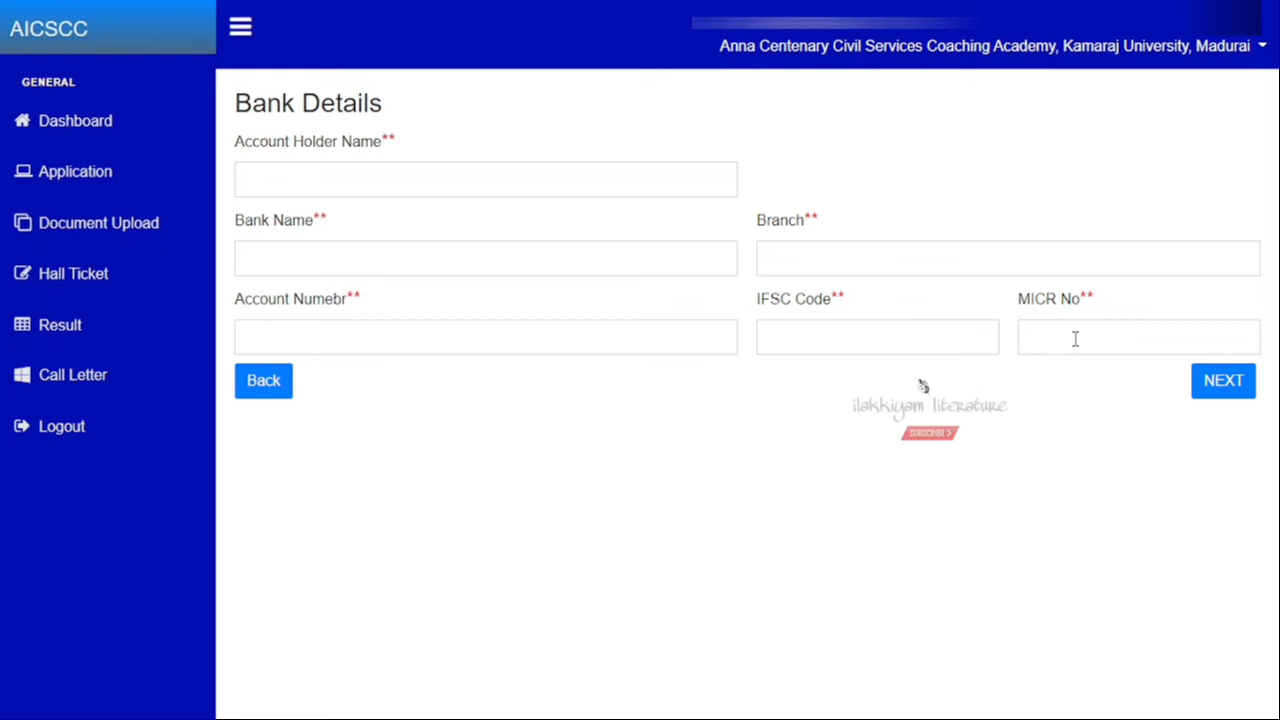 AICSCC
Anna Centenary Civil Services Coaching Academy, Kamaraj University, Madurai
GENERAL
Dashboard
Application
Document Upload
Hall Ticket
Result
Call Letter
Logout
Bank Details
Account Holder Name**
Bank Name** Branch**
Account Numebr** IFSC Code** MICR No**
Back NEXT
ilakkiyam literature
SUBSCRIBE >